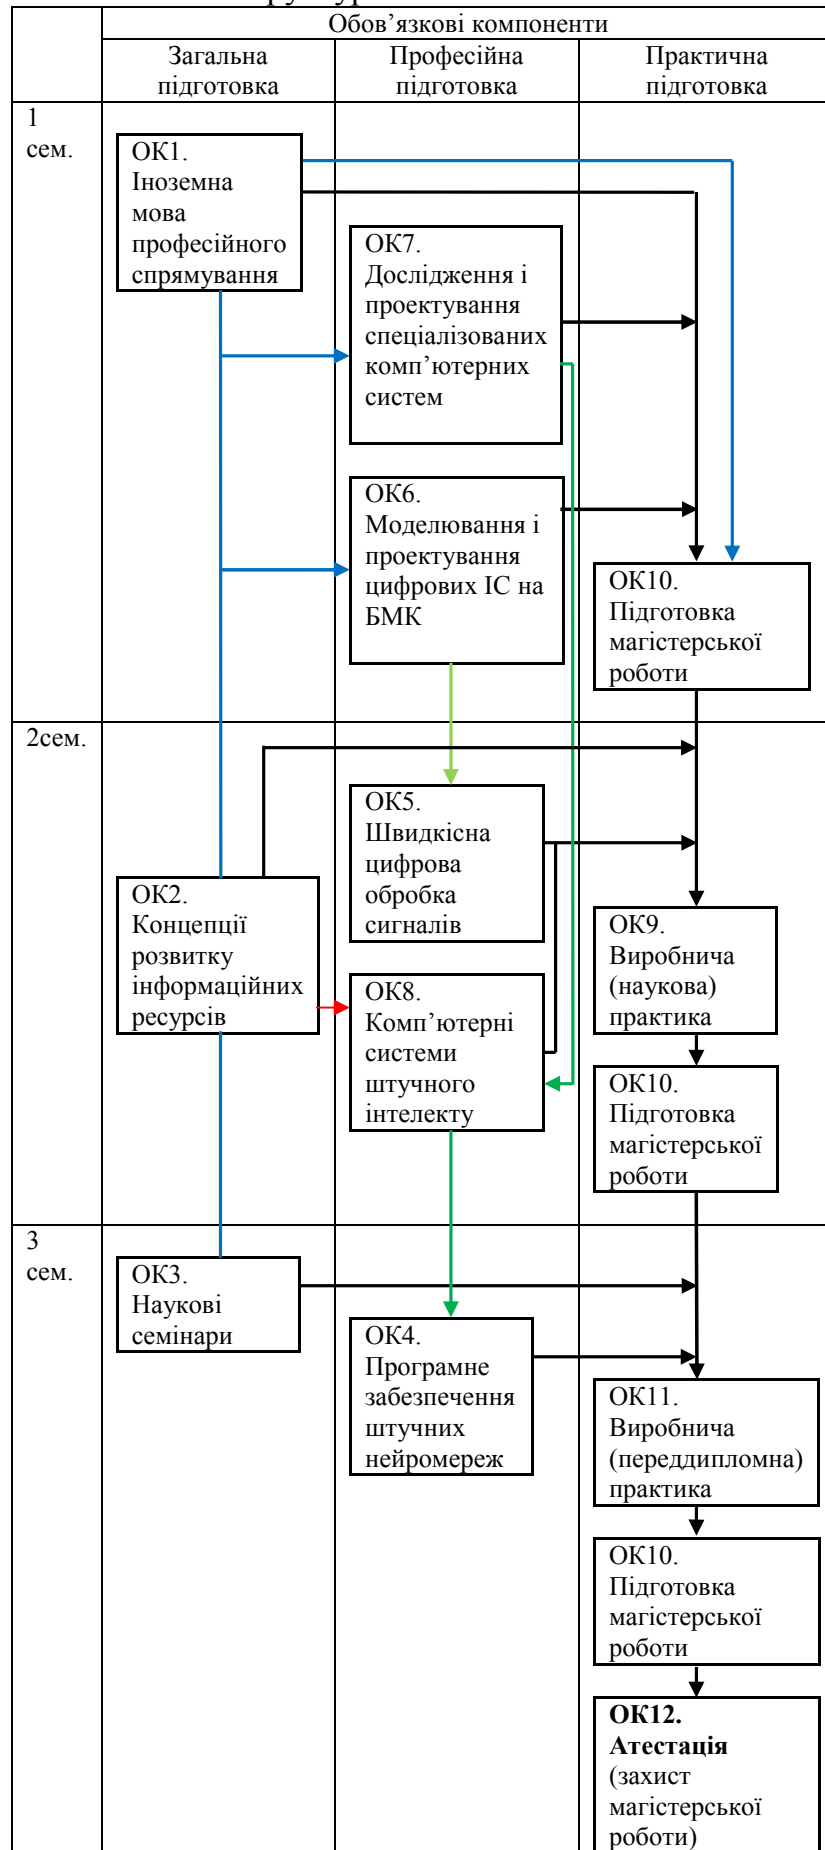 Обов’язкові компоненти
Загальна
підготовка
Професійна
підготовка
Практична
підготовка
1
сем.
ОК1.
Іноземна
мова
професійного
спрямування
ОК7.
Дослідження і
проектування
спеціалізованих
комп’ютерних
систем
ОК6.
Моделювання і
проектування
цифрових ІС на
БМК
ОК10.
Підготовка
магістерської
роботи
2сем.
ОК5.
Швидкісна
цифрова
обробка
сигналів
ОК2.
Концепції
розвитку
інформаційних
ресурсів
ОК8.
Комп’ютерні
системи
штучного
інтелекту
ОК9.
Виробнича
(наукова)
практика
ОК10.
Підготовка
магістерської
роботи
3
сем.
ОК3.
Наукові
семінари
ОК4.
Програмне
забезпечення
штучних
нейромереж
ОК11.
Виробнича
(переддипломна)
практика
ОК10.
Підготовка
магістерської
роботи
ОК12.
Атестація
(захист
магістерської
роботи)